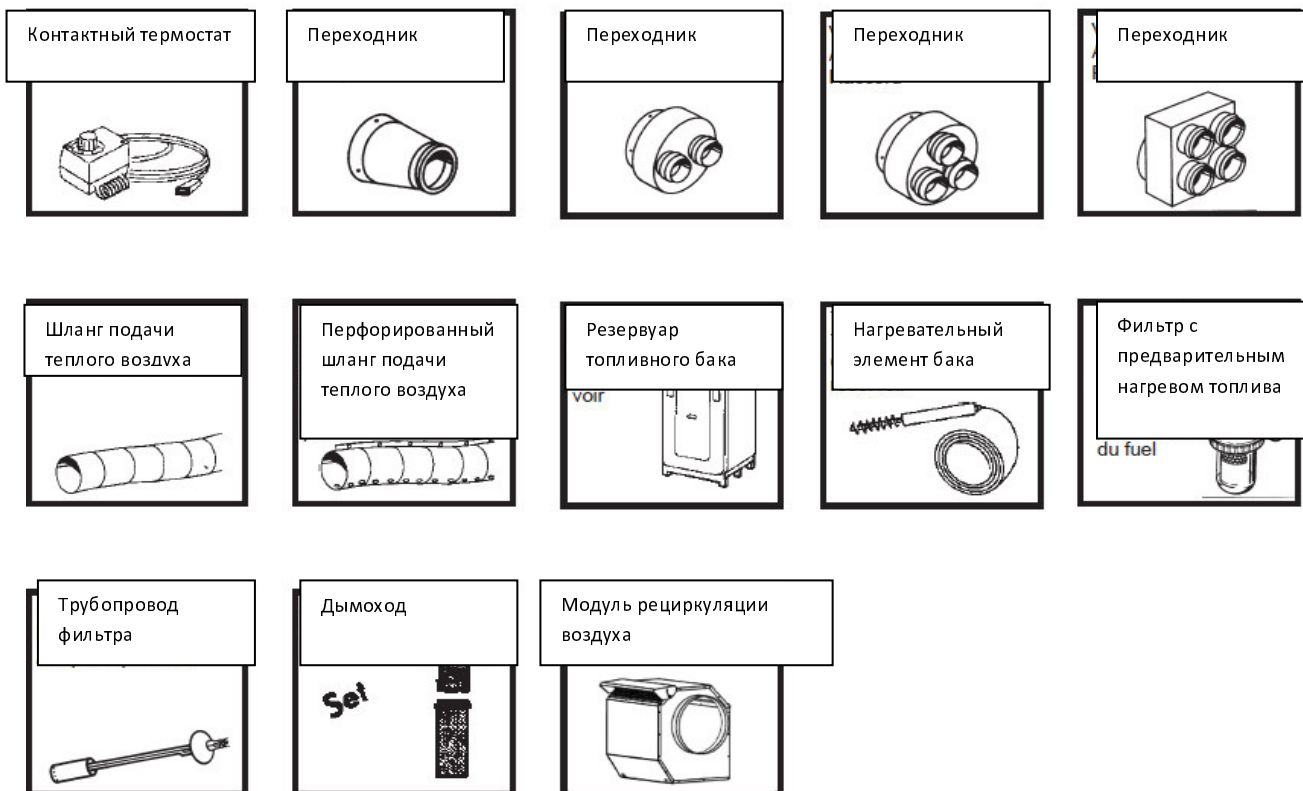 Контактный термостат
Переходник
Переходник
Переходник
Переходник
Шланг подачи
теплого воздуха
Перфорированный
шланг подачи
теплого воздуха
Резервуар
топливного бака
voir
Нагревательный
элемент бака
Фильтр с
предварительным
нагревом топлива
du fuel
Трубопровод
фильтра
Дымоход
Set
Модуль рециркуляции
воздуха